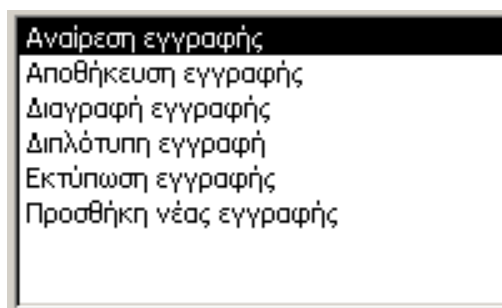 Αναίρεση εγγραφής
Αποθήκευση εγγραφής
Διαγραφή εγγραφής
Διπλότυπη εγγραφή
Εκτύπωση εγγραφής
Προσθήκη νέας εγγραφής